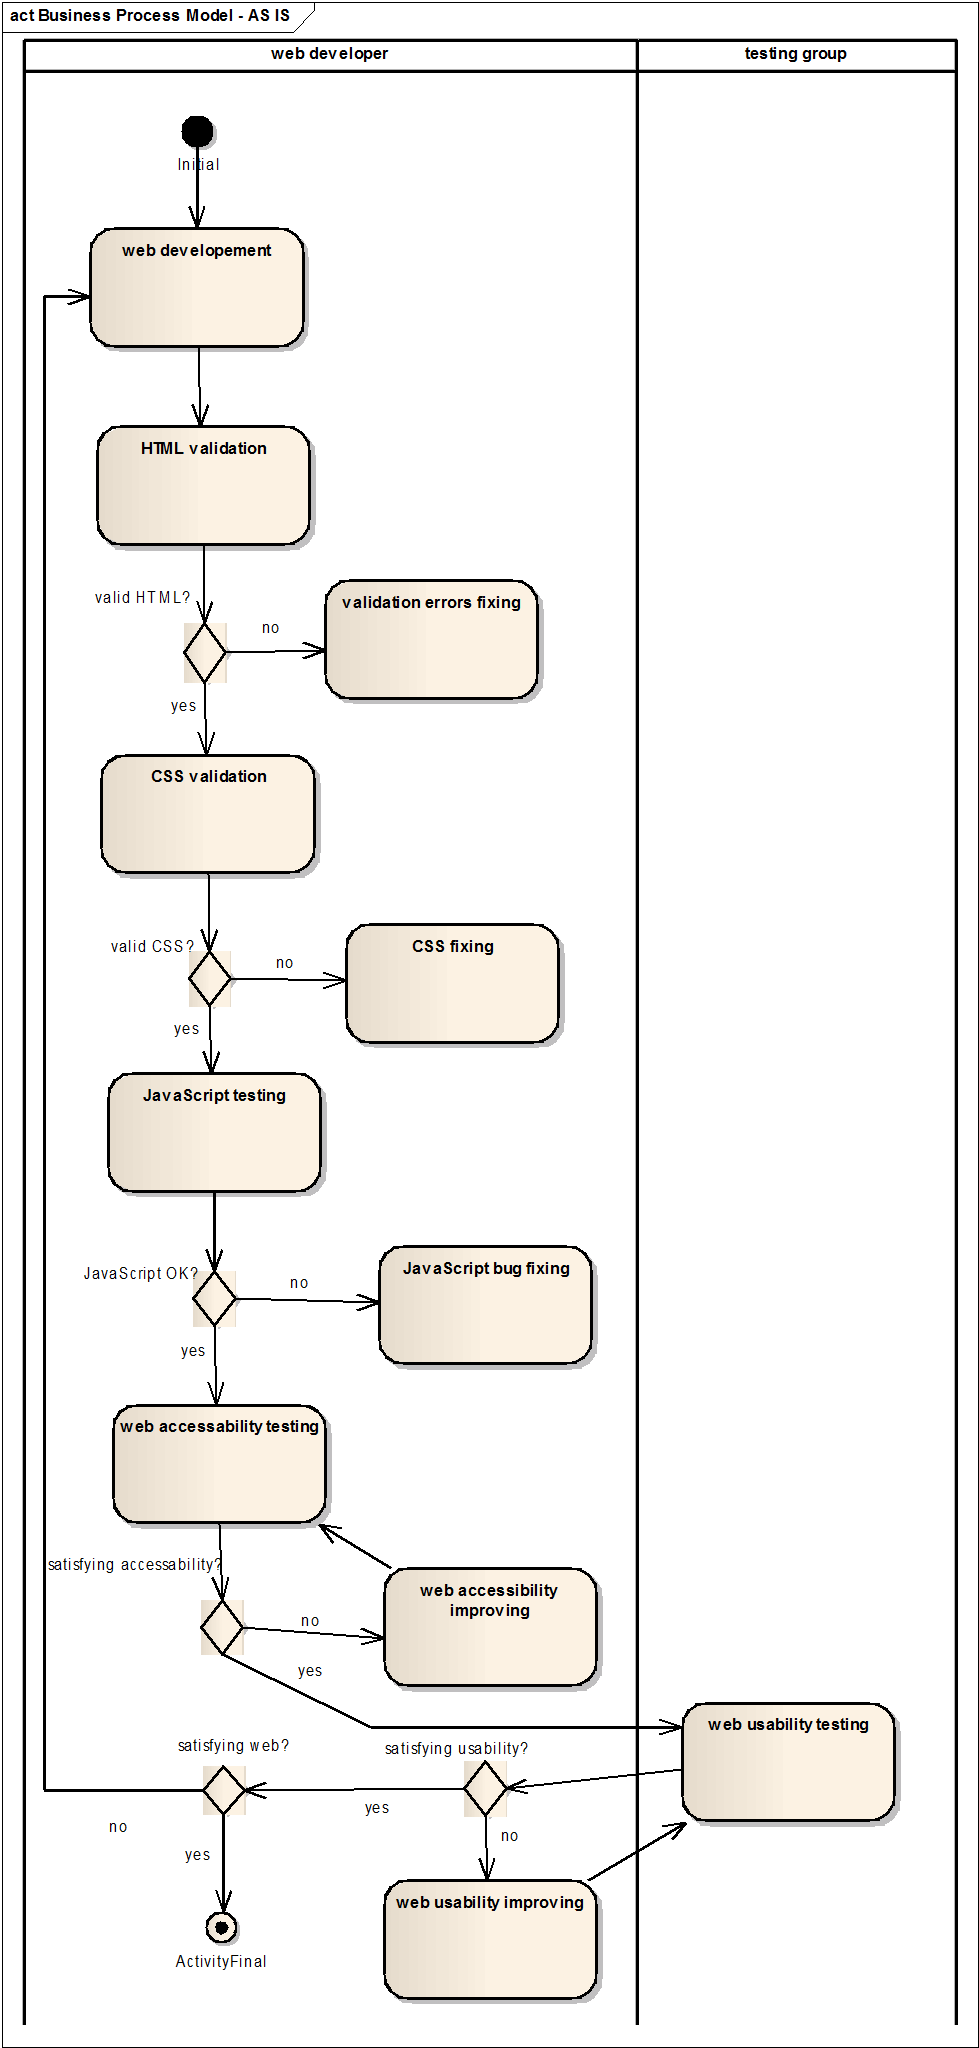 act Business Process Model - AS IS
web developer
testing group
Initial
web developement
HTML validation
valid HTML?
no
validation errors fixing
yes
CSS validation
valid CSS?
no
CSS fixing
yes
JavaScript testing
JavaScript OK?
no
JavaScript bug fixing
yes
web accessability testing
satisfying accessability?
no
web accessibility
improving
yes
web usability testing
satisfying web?
satisfying usability?
yes
no
no
yes
web usability improving
ActivityFinal